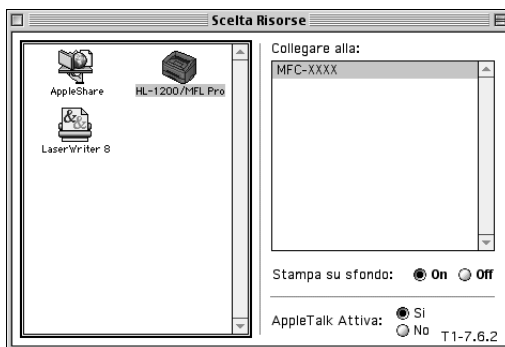 Scelta Risorse
AppleShare
HL-1200/MFL Pro
LaserWriter 8
Collegare alla:
MFC-XXXX
Stampa su sfondo: On Off
AppleTalk Attiva: Si
No
T1-7.6.2